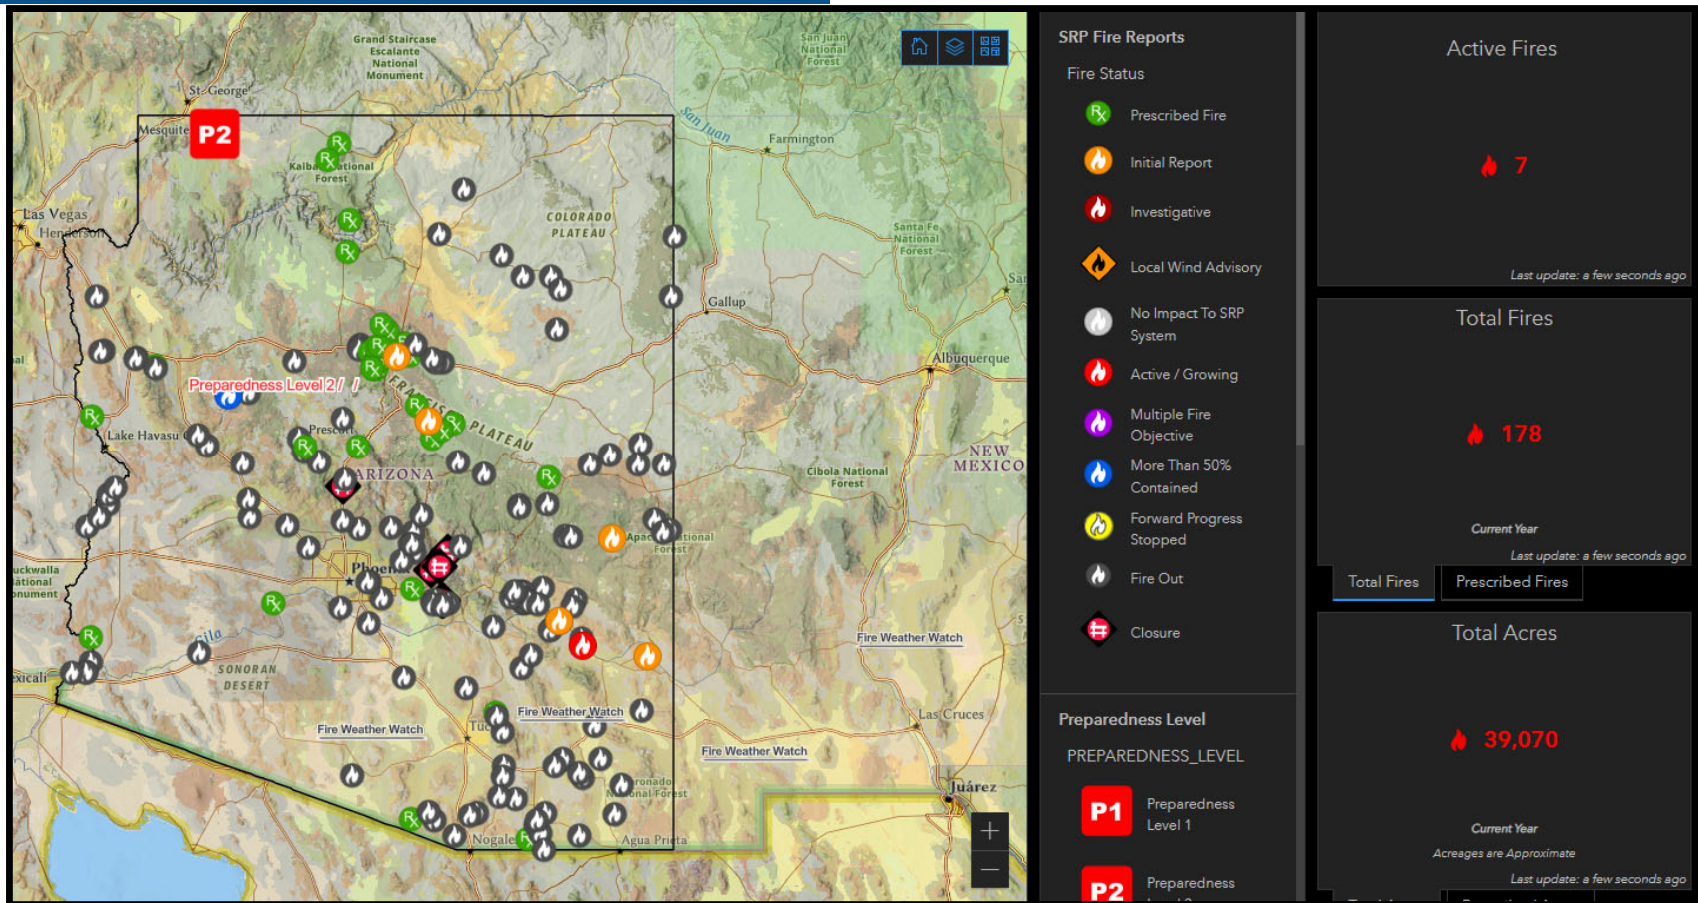 Grand Staircase
Escalante
National
Monument
San Juan
National
Forest
St. George
Mesquite
P2
San Juan
Farmington
Forest
Las Vegas
COLORADO
PLATEAU
Santa Fe
National
Forest
Gallup
Albuquerque
Preparedness Level 2 / /
PLATEAU
Lake Havasu
ARIZONA
NEW
MEXICO
Cibola National
Forest
Forest
Gila
Fire Weather Watch
SONORAN
DESERT
Fire Weather Watch
Fire Weather Watch
Las Cruces
Fire Weather Watch
Juárez
Agua Prieta
+
−
SRP Fire Reports
Fire Status
Prescribed Fire
Initial Report
Investigative
Local Wind Advisory
No Impact To SRP
System
Active / Growing
Multiple Fire
Objective
More Than 50%
Contained
Forward Progress
Stopped
Fire Out
Closure
Preparedness Level
PREPAREDNESS_LEVEL
P1
Preparedness
Level 1
P2
Preparedness
Active Fires
7
Last update: a few seconds ago
Total Fires
178
Current Year
Last update: a few seconds ago
Total Fires
Prescribed Fires
Total Acres
39,070
Current Year
Acreages are Approximate
Last update: a few seconds ago